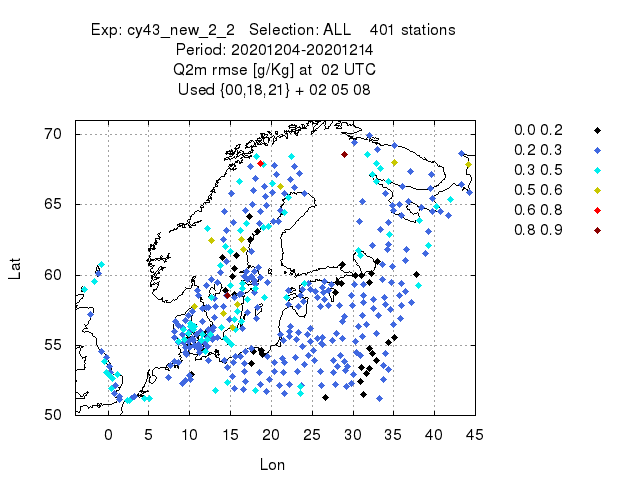 Exp: cy43_new_2_2   Selection: ALL    401 stations
Period: 20201204-20201214
Q2m rmse [g/Kg] at  02 UTC
Used {00,18,21} + 02 05 08
0.0 0.2
0.2 0.3
0.3 0.5
0.5 0.6
0.6 0.8
0.8 0.9
70
65
60
55
50
Lat
0 5 10 15 20 25 30 35 40 45
Lon